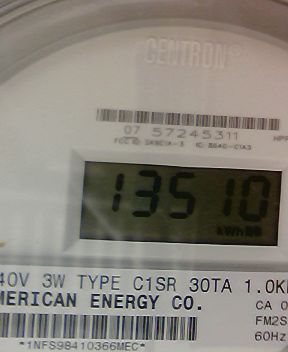 CENTRON®
07 57245311
13510
kWh
40V 3W TYPE C1SR 30TA 1.0K
MERICAN ENERGY CO.
CA 0
FM2S
60Hz
*1NFS98410366MEC*